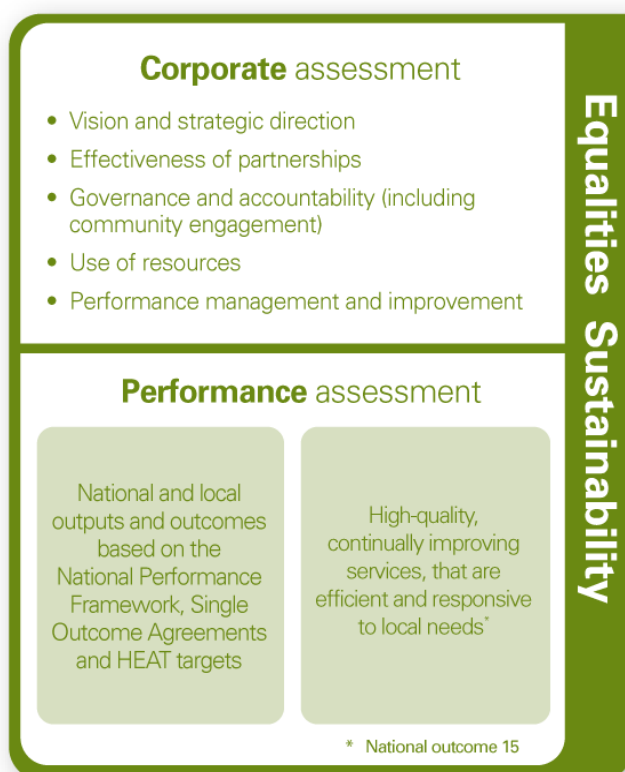 Corporate assessment
• Vision and strategic direction
• Effectiveness of partnerships
• Governance and accountability (including
community engagement)
• Use of resources
• Performance management and improvement
Performance assessment
National and local
outputs and outcomes
based on the
National Performance
Framework, Single
Outcome Agreements
and HEAT targets
High-quality,
continually improving
services, that are
efficient and responsive
to local needs*
* National outcome 15
Equalities Sustainability